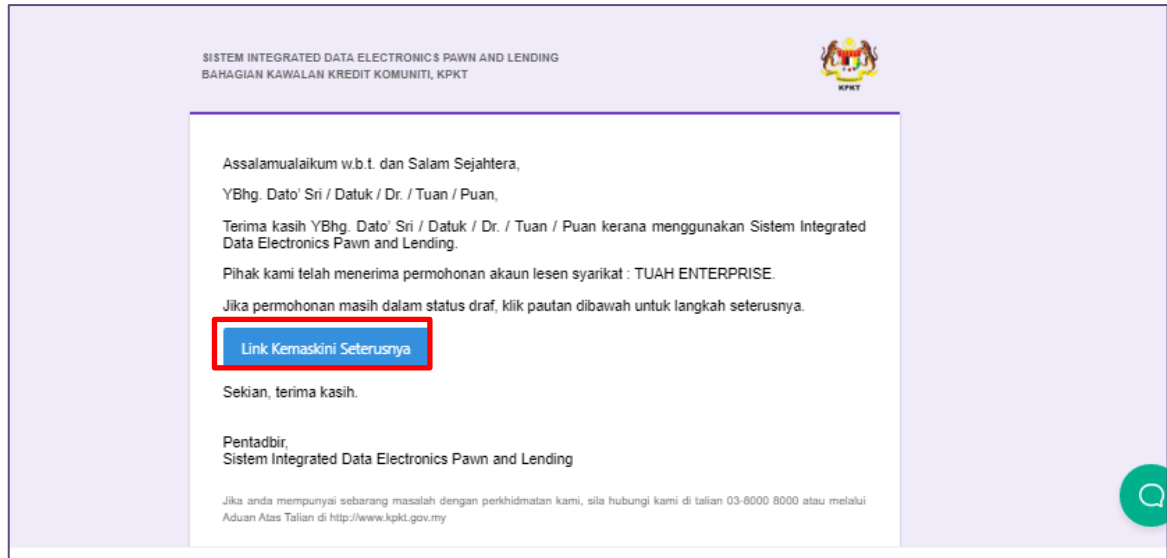 SISTEM INTEGRATED DATA ELECTRONICS PAWN AND LENDING
BAHAGIAN KAWALAN KREDIT KOMUNITI, KPKT
KPKT
Assalamualaikum w.b.t. dan Salam Sejahtera,
YBhg. Dato' Sri / Datuk / Dr. / Tuan / Puan,
Terima kasih YBhg. Dato' Sri / Datuk / Dr. / Tuan / Puan kerana menggunakan Sistem Integrated
Data Electronics Pawn and Lending.
Pihak kami telah menerima permohonan akaun lesen syarikat : TUAH ENTERPRISE.
Jika permohonan masih dalam status draf, klik pautan dibawah untuk langkah seterusnya.
Link Kemaskini Seterusnya
Sekian, terima kasih.
Pentadbir,
Sistem Integrated Data Electronics Pawn and Lending
Jika anda mempunyai sebarang masalah dengan perkhidmatan kami, sila hubungi kami di talian 03-8000 8000 atau melalui
Aduan Atas Talian di http://www.kpkt.gov.my